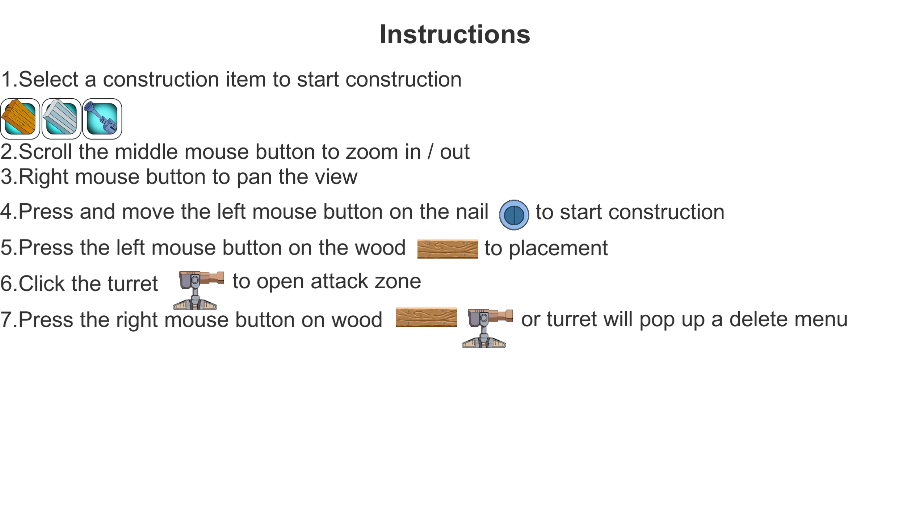 Instructions
1.Select a construction item to start construction
2.Scroll the middle mouse button to zoom in / out
3.Right mouse button to pan the view
4.Press and move the left mouse button on the nail to start construction
5.Press the left mouse button on the wood to placement
6.Click the turret to open attack zone
7.Press the right mouse button on wood or turret will pop up a delete menu